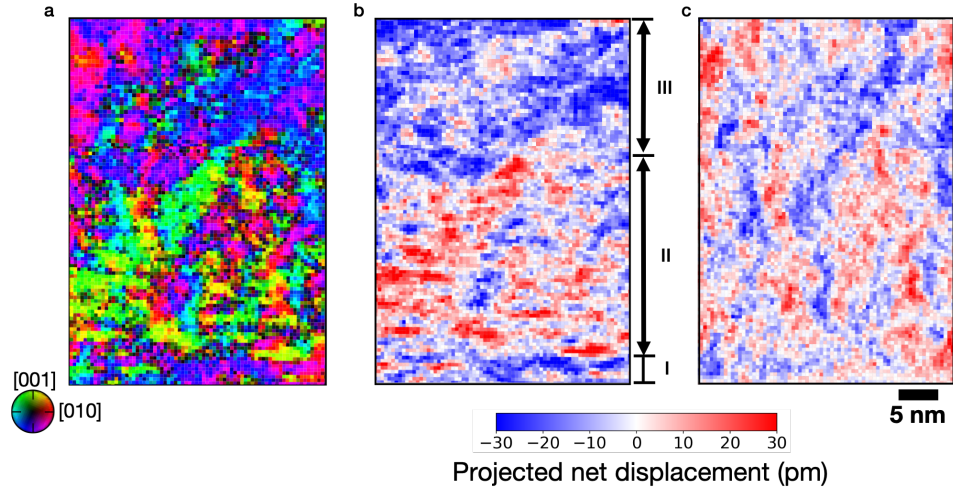 a b c
III
II
I
[001]
[010]
5 nm
−30 −20 −10 0 10 20 30
Projected net displacement (pm)